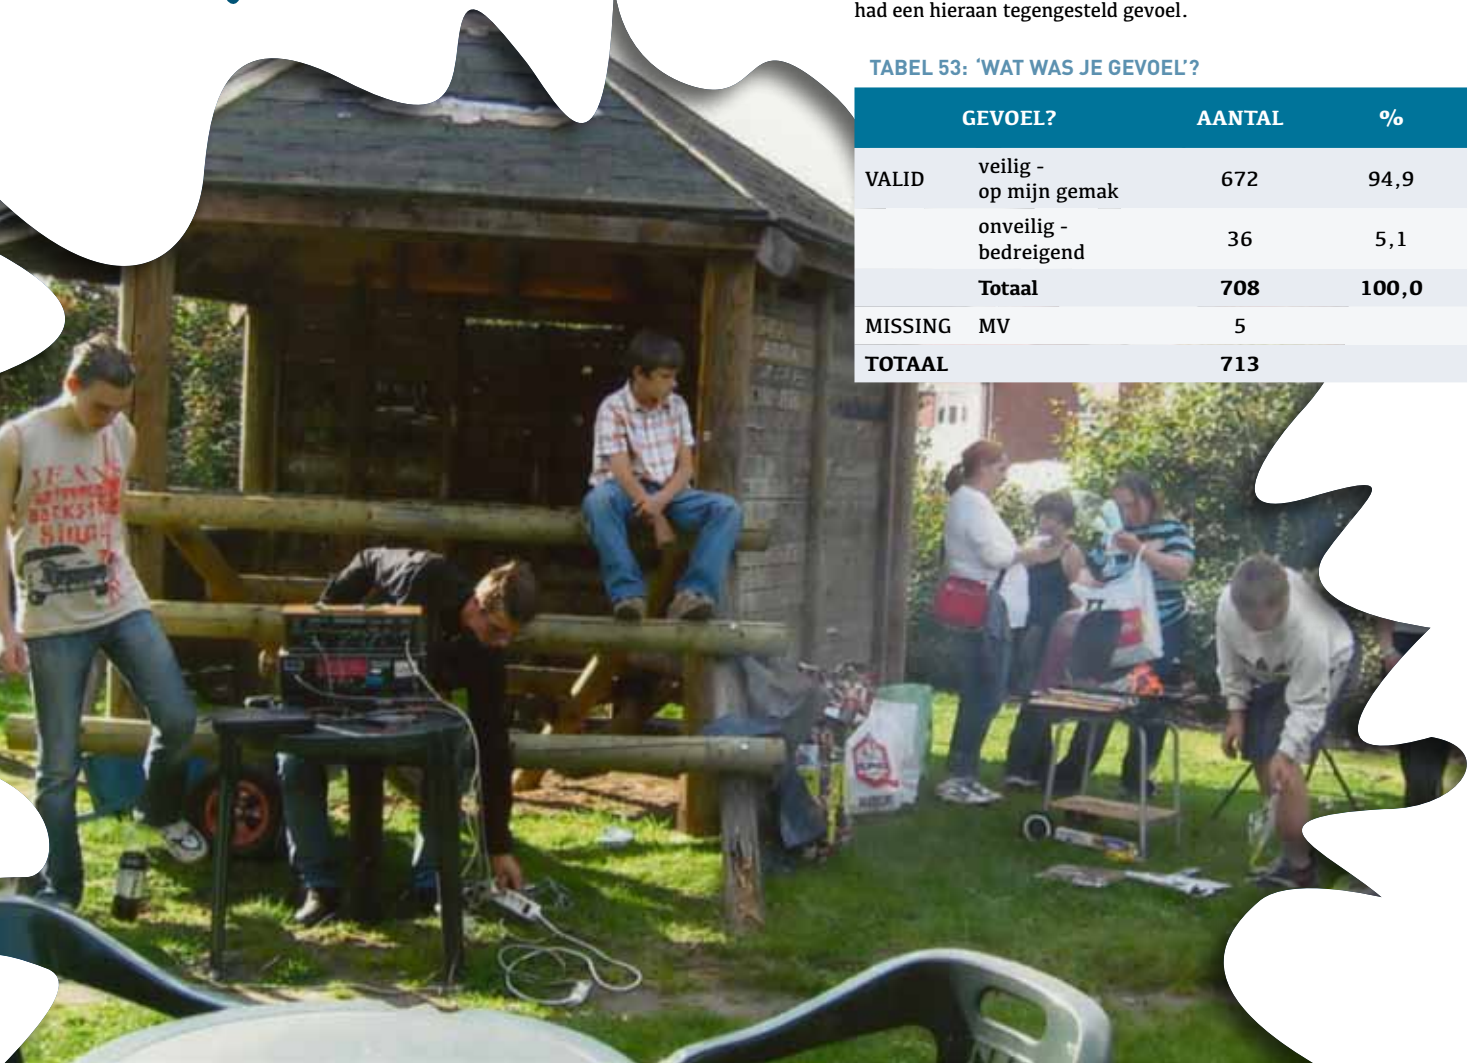 had een hieraan tegengesteld gevoel.
TABEL 53: ‘WAT WAS JE GEVOEL’?
GEVOEL? AANTAL %
VALID veilig - op mijn gemak 672 94,9
onveilig - bedreigend 36 5,1
Totaal 708 100,0
MISSING MV 5
TOTAAL 713